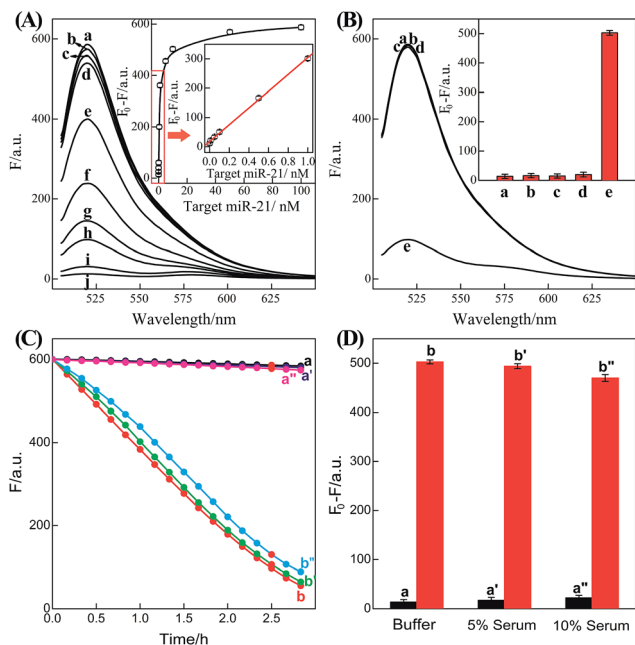 (A)
600
400
200
0
F/a.u.
525
550
575
600
625
Wavelength/nm
b
a
c
d
e
f
g
h
i
j
600
400
200
0
F₀-F/a.u.
0
20
40
60
80
100
Target miR-21/ nM
300
200
100
0
F₀-F/a.u.
0.0
0.2
0.4
0.6
0.8
1.0
Target miR-21/ nM
(B)
600
400
200
0
F/a.u.
525
550
575
600
625
Wavelength/nm
cabd
e
500
400
300
200
100
0
F₀-F/a.u.
a
b
c
d
e
(C)
600
400
200
0
F/a.u.
0.0
0.5
1.0
1.5
2.0
2.5
Time/h
a
a"
a'
b"
b'
b
(D)
500
400
300
200
100
0
F₀-F/a.u.
a
b
a'
b'
a"
b"
Buffer
5% Serum
10% Serum